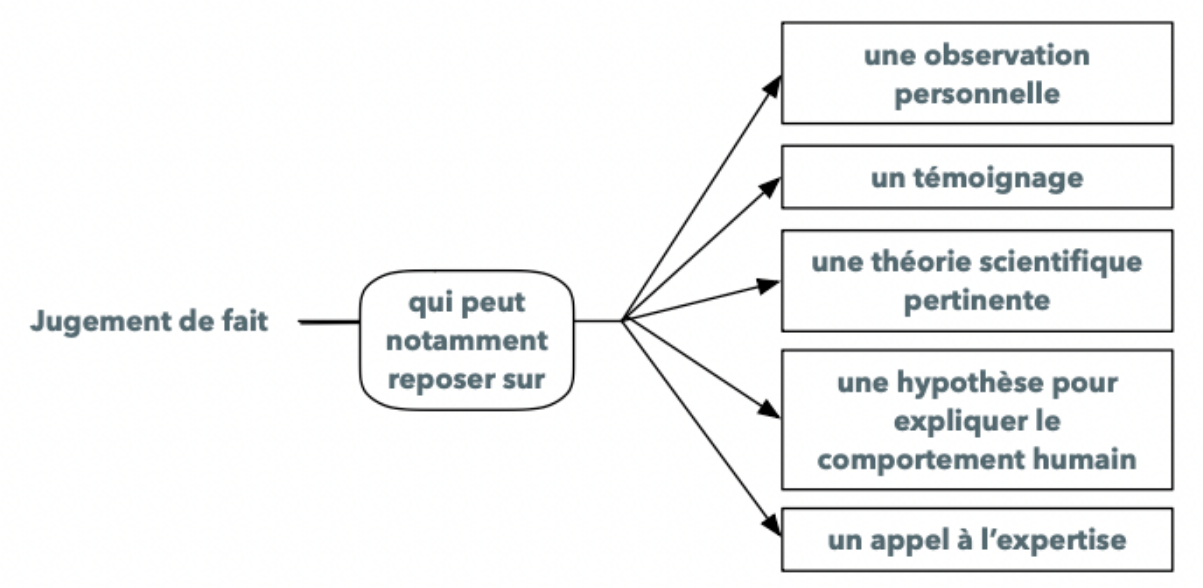 Jugement de fait
qui peut
notamment
reposer sur
une observation
personnelle
un témoignage
une théorie scientifique
pertinente
une hypothèse pour
expliquer le
comportement humain
un appel à l’expertise